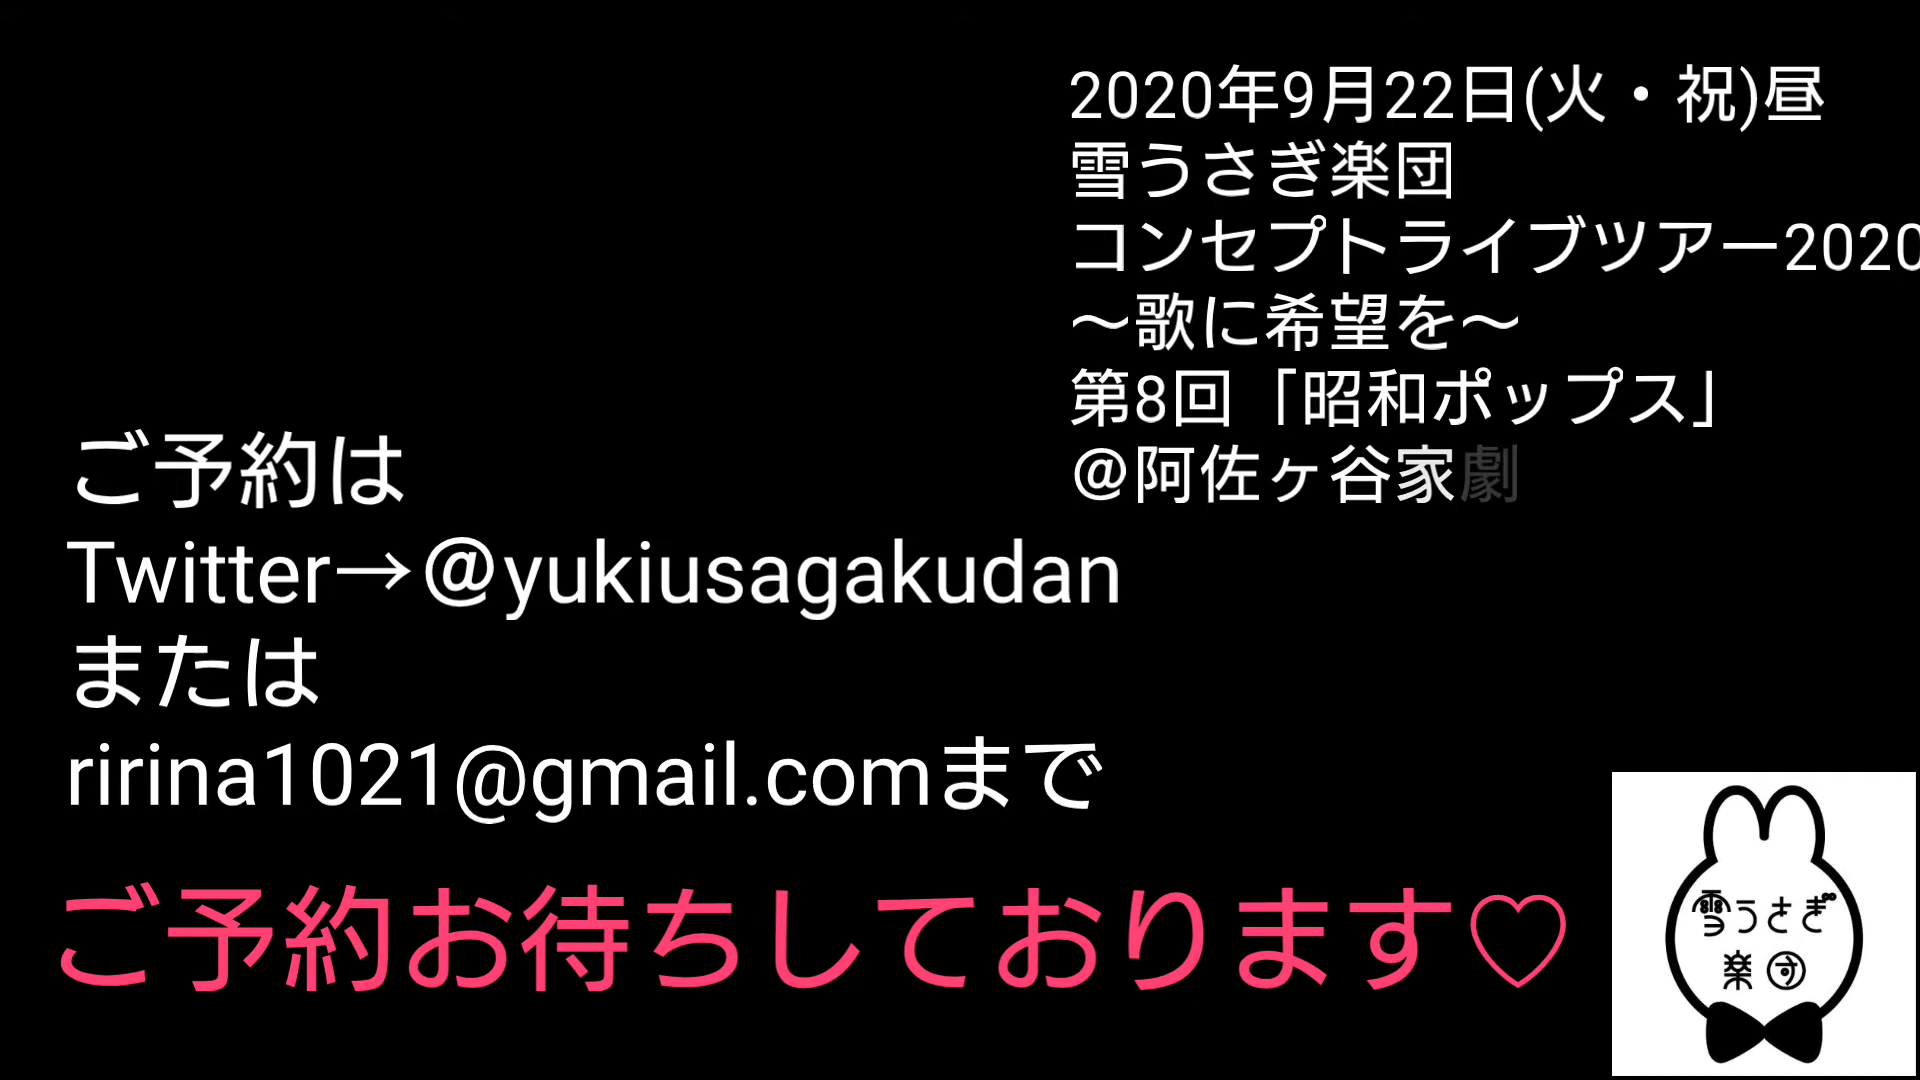 2020年9月22日(火・祝)昼
雪うさぎ楽団
コンセプトライブツアー2020
〜歌に希望を〜
第8回「昭和ポップス」
@阿佐ヶ谷家劇
ご予約は
Twitter→@yukiusagakudan
または
ririna1021@gmail.comまで
ご予約お待ちしております♡
雪うさぎ
楽団